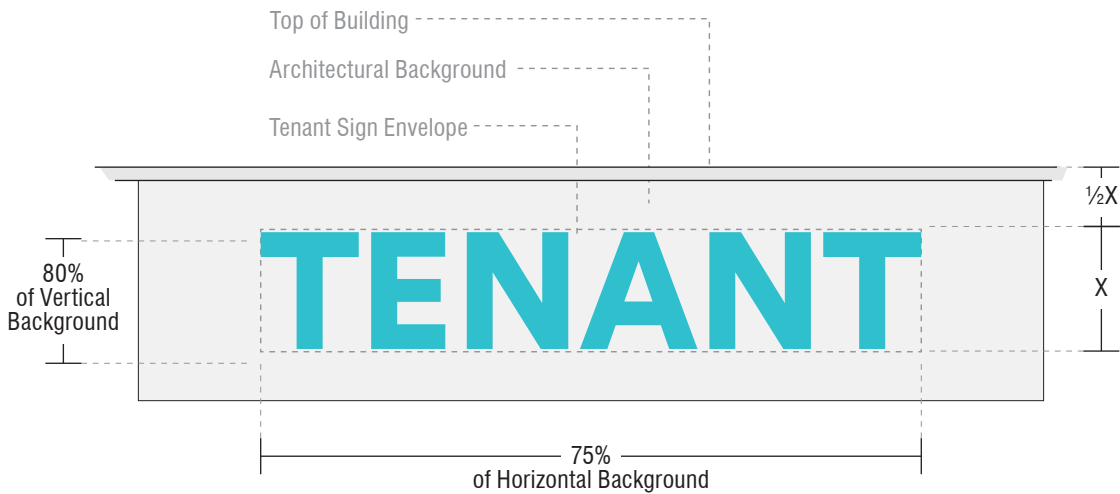 Top of Building
Architectural Background
Tenant Sign Envelope
½X
TENANT
80%
of Vertical
Background
X
75%
of Horizontal Background